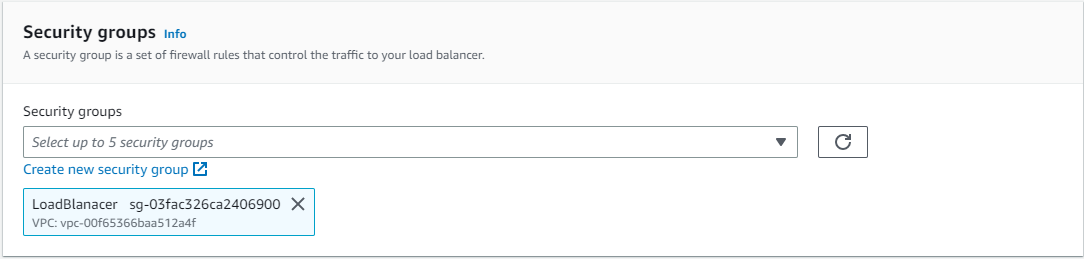 Security groups Info
A security group is a set of firewall rules that control the traffic to your load balancer.
Security groups
Select up to 5 security groups
Create new security group
LoadBlanacer sg-03fac326ca2406900
VPC: vpc-00f65366baa512a4f